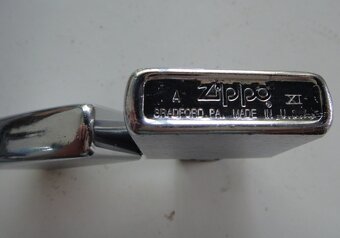 A Zippo XI
BRADFORD, PA. MADE IN U.S.A.